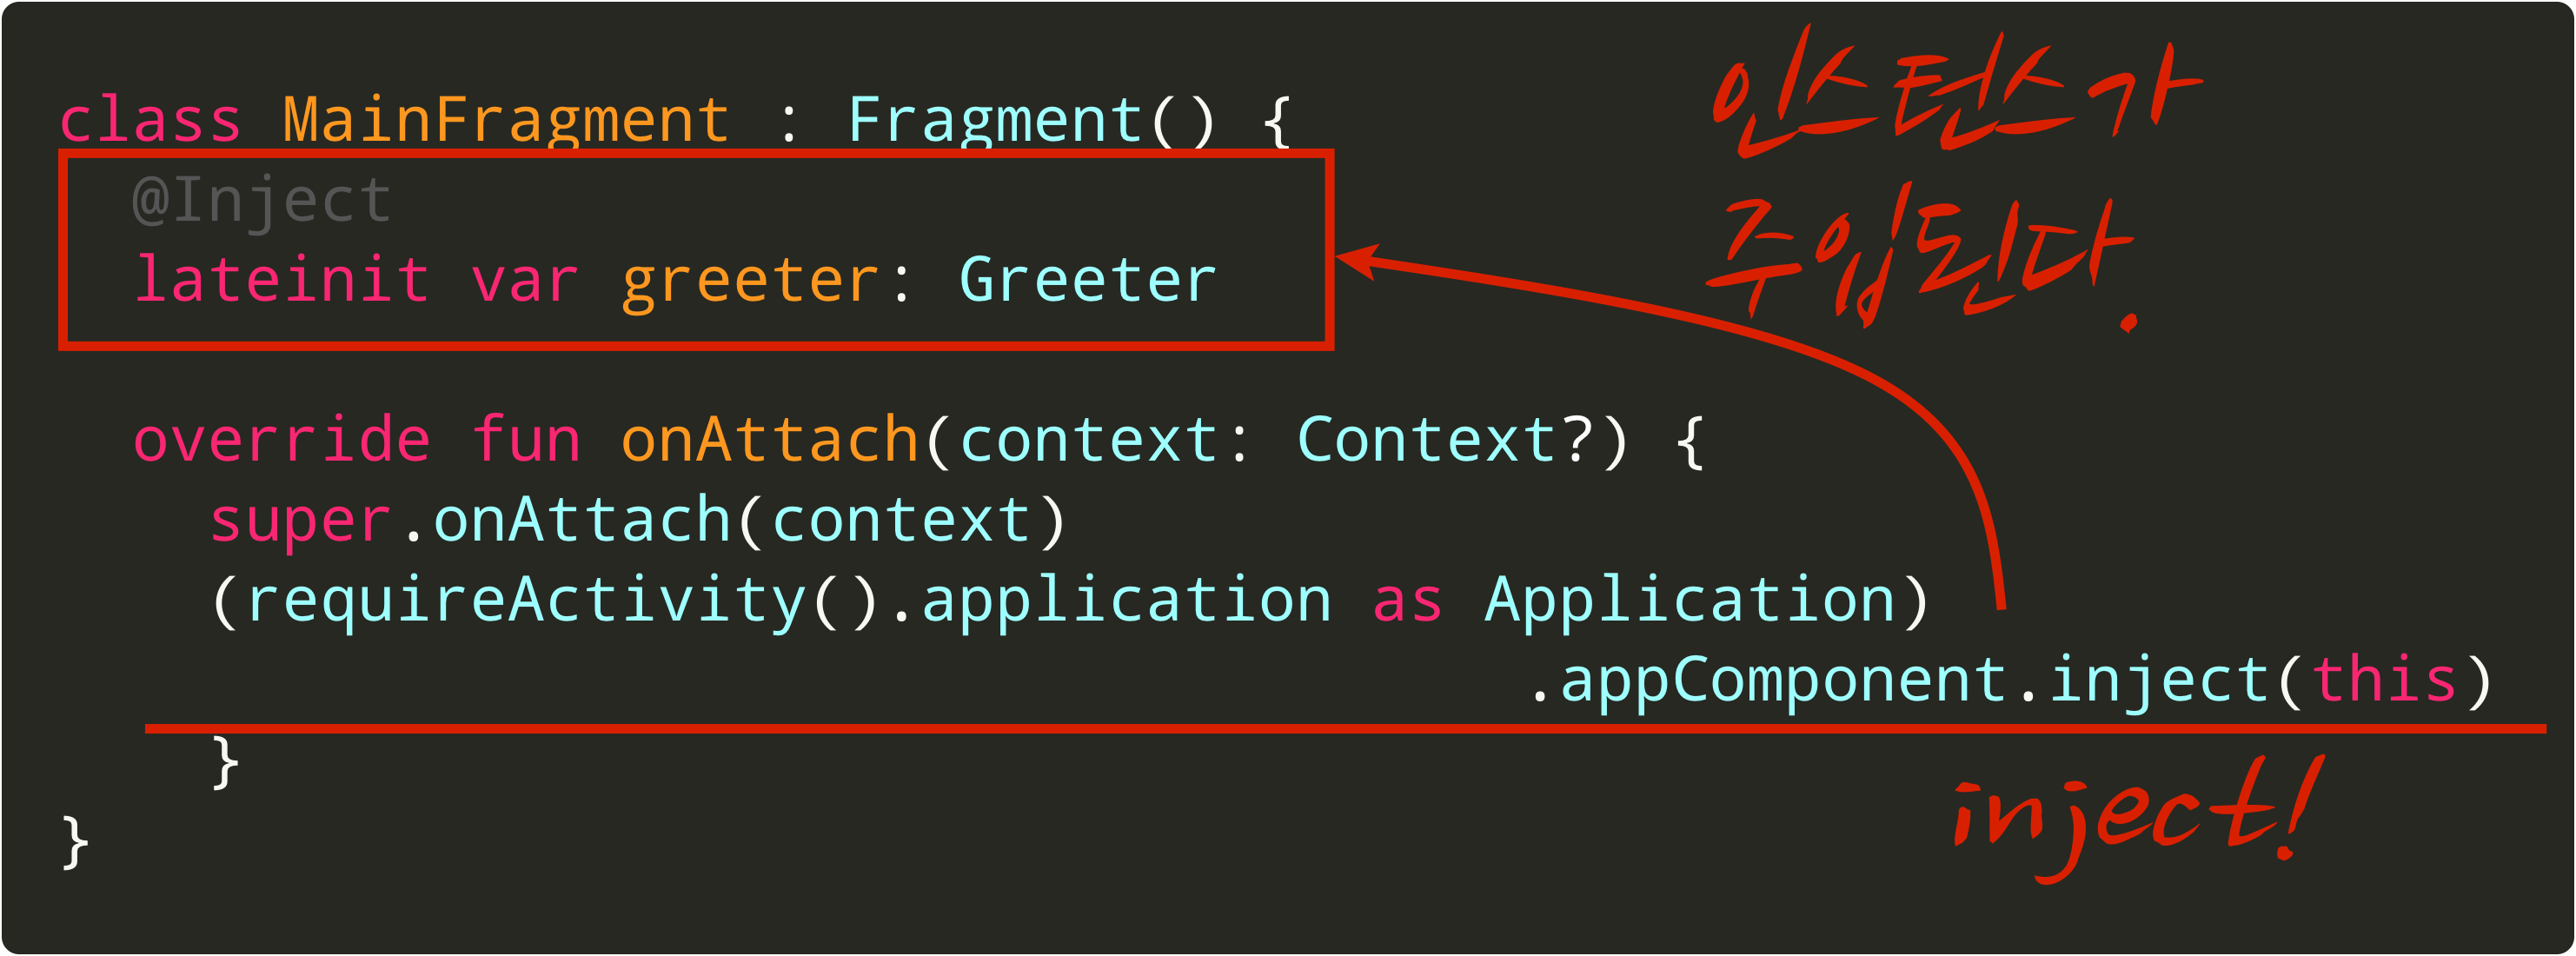 class MainFragment : Fragment() {
@Inject
lateinit var greeter: Greeter
인스턴스가
주입된다.
override fun onAttach(context: Context?) {
super.onAttach(context)
(requireActivity().application as Application)
.appComponent.inject(this)
}
}
inject!